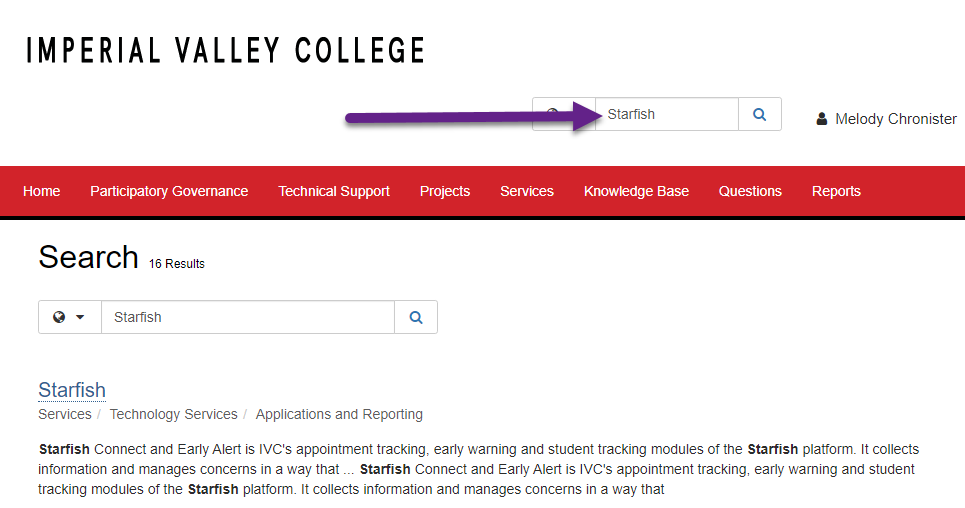 IMPERIAL VALLEY COLLEGE
Starfish
Melody Chronister
Home Participatory Governance Technical Support Projects Services Knowledge Base Questions Reports
Search 16 Results
Starfish
Starfish
Services / Technology Services / Applications and Reporting
Starfish Connect and Early Alert is IVC's appointment tracking, early warning and student tracking modules of the Starfish platform. It collects
information and manages concerns in a way that ... Starfish Connect and Early Alert is IVC's appointment tracking, early warning and student
tracking modules of the Starfish platform. It collects information and manages concerns in a way that